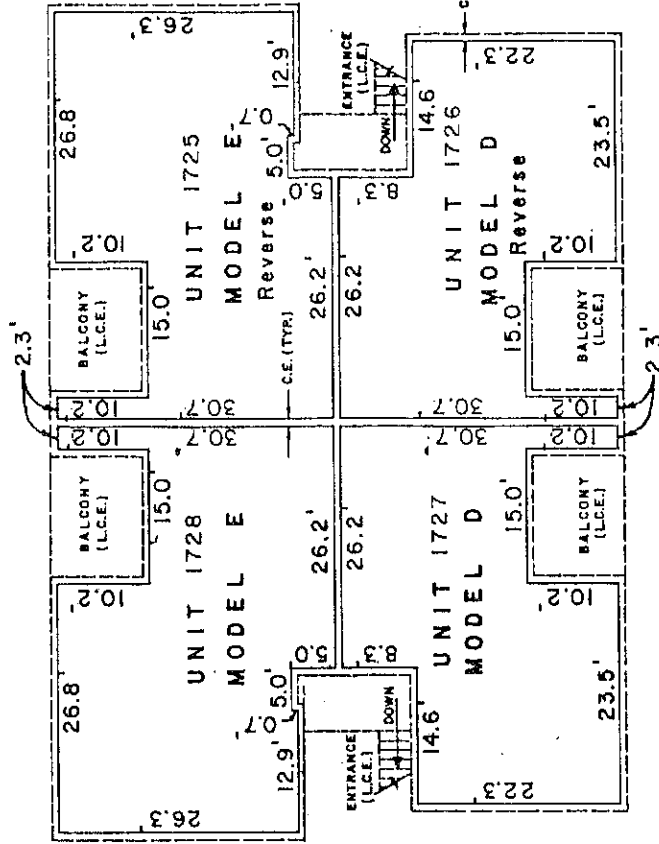 26.8
26.3'
10.2'
BALCONY
(L.C.E.)
15.0'
2.3'
10.2'
30.7'
UNIT 1725
MODEL E
Reverse
12.9'
0.7'
5.0'
5.0'
26.2'
C.E. (TYP.)
ENTRANCE
(L.C.E.)
DOWN
14.6
8.3'
22.3'
C
26.2
UNIT 1726
MODEL D
Reverse
23.5'
10.2'
15.0'
BALCONY
(L.C.E.)
30.7'
10.2'
2.3'
26.8
26.3'
10.2'
BALCONY
(L.C.E.)
15.0'
10.2'
30.7'
UNIT 1728
MODEL E
12.9'
0.7'
5.0'
5.0
26.2'
ENTRANCE
(L.C.E.)
DOWN
14.6
8.3'
22.3'
26.2
UNIT 1727
MODEL D
23.5'
10.2'
15.0'
BALCONY
(L.C.E.)
30.7'
10.2'